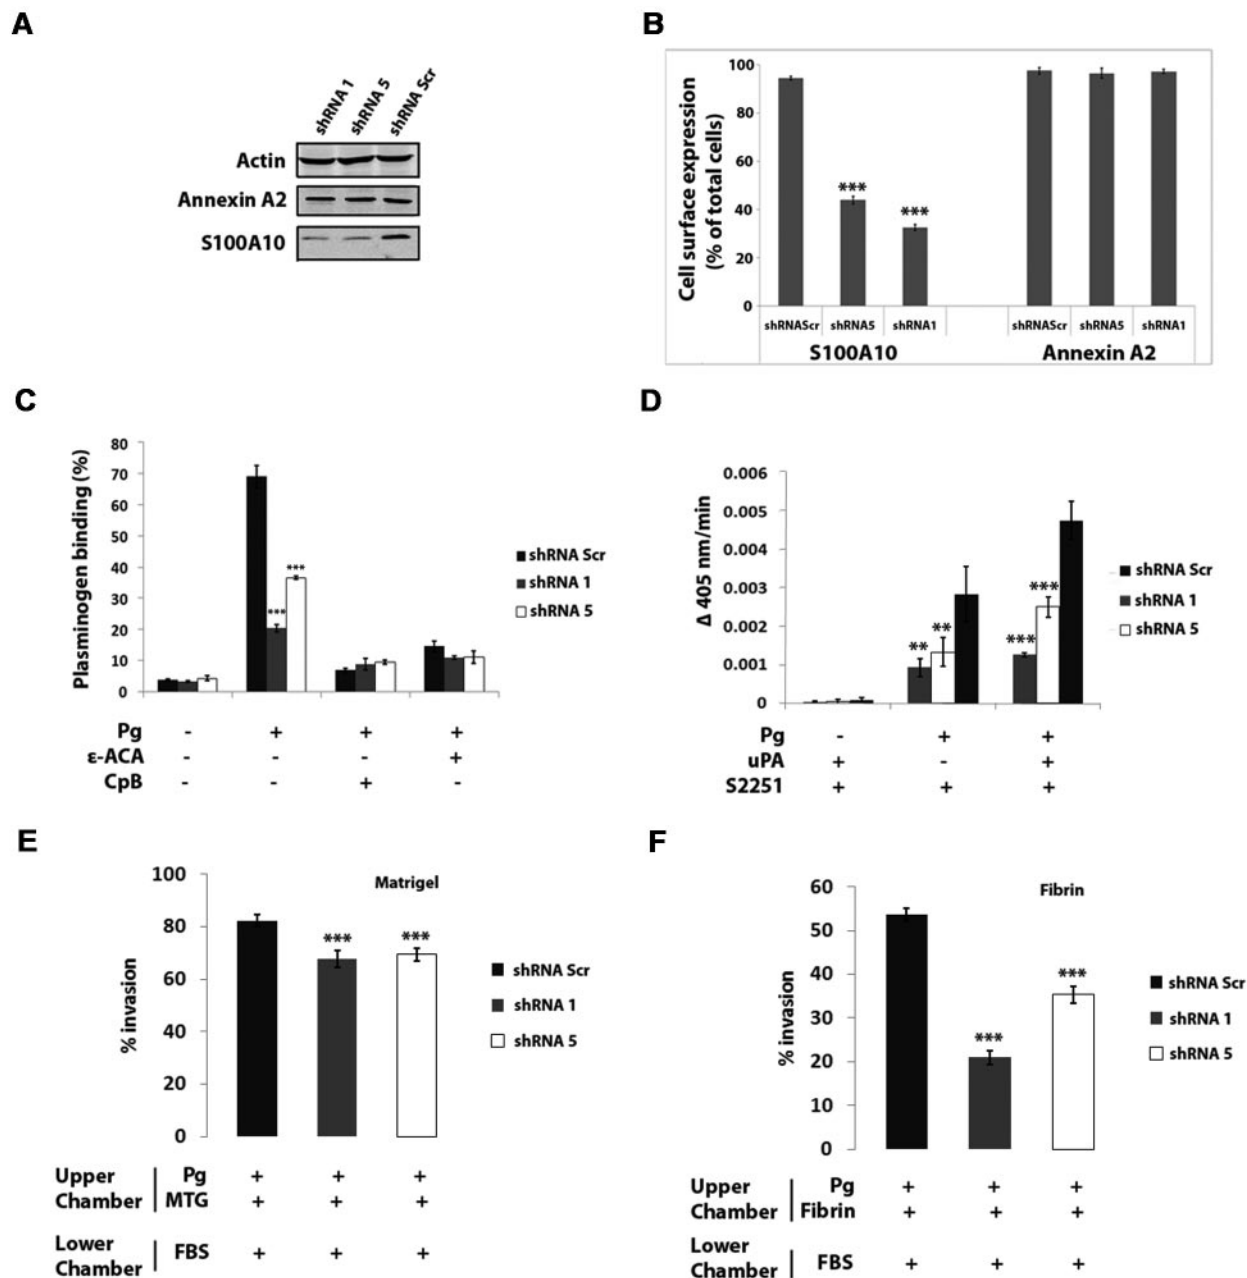 A
shRNA 1 shRNA 5 shRNA Scr
Actin
Annexin A2
S100A10
B
Cell surface expression
(% of total cells)
100
80
60
40
20
0
*** ***
shRNAScr shRNA5 shRNA1 shRNAScr shRNA5 shRNA1
S100A10 Annexin A2
C
Plasminogen binding (%)
80
70
60
50
40
30
20
10
0
*** ***
shRNA Scr
shRNA 1
shRNA 5
Pg - + + +
ε-ACA - - - +
CpB - - + -
D
Δ 405 nm/min
0.006
0.005
0.004
0.003
0.002
0.001
0
** ** *** ***
shRNA Scr
shRNA 1
shRNA 5
Pg - + +
uPA + - +
S2251 + + +
E
Matrigel
% invasion
100
80
60
40
20
0
*** ***
shRNA Scr
shRNA 1
shRNA 5
Upper Chamber Pg + + +
MTG + + +
Lower Chamber FBS + + +
F
Fibrin
% invasion
60
50
40
30
20
10
0
*** ***
shRNA Scr
shRNA 1
shRNA 5
Upper Chamber Pg + + +
Fibrin + + +
Lower Chamber FBS + + +